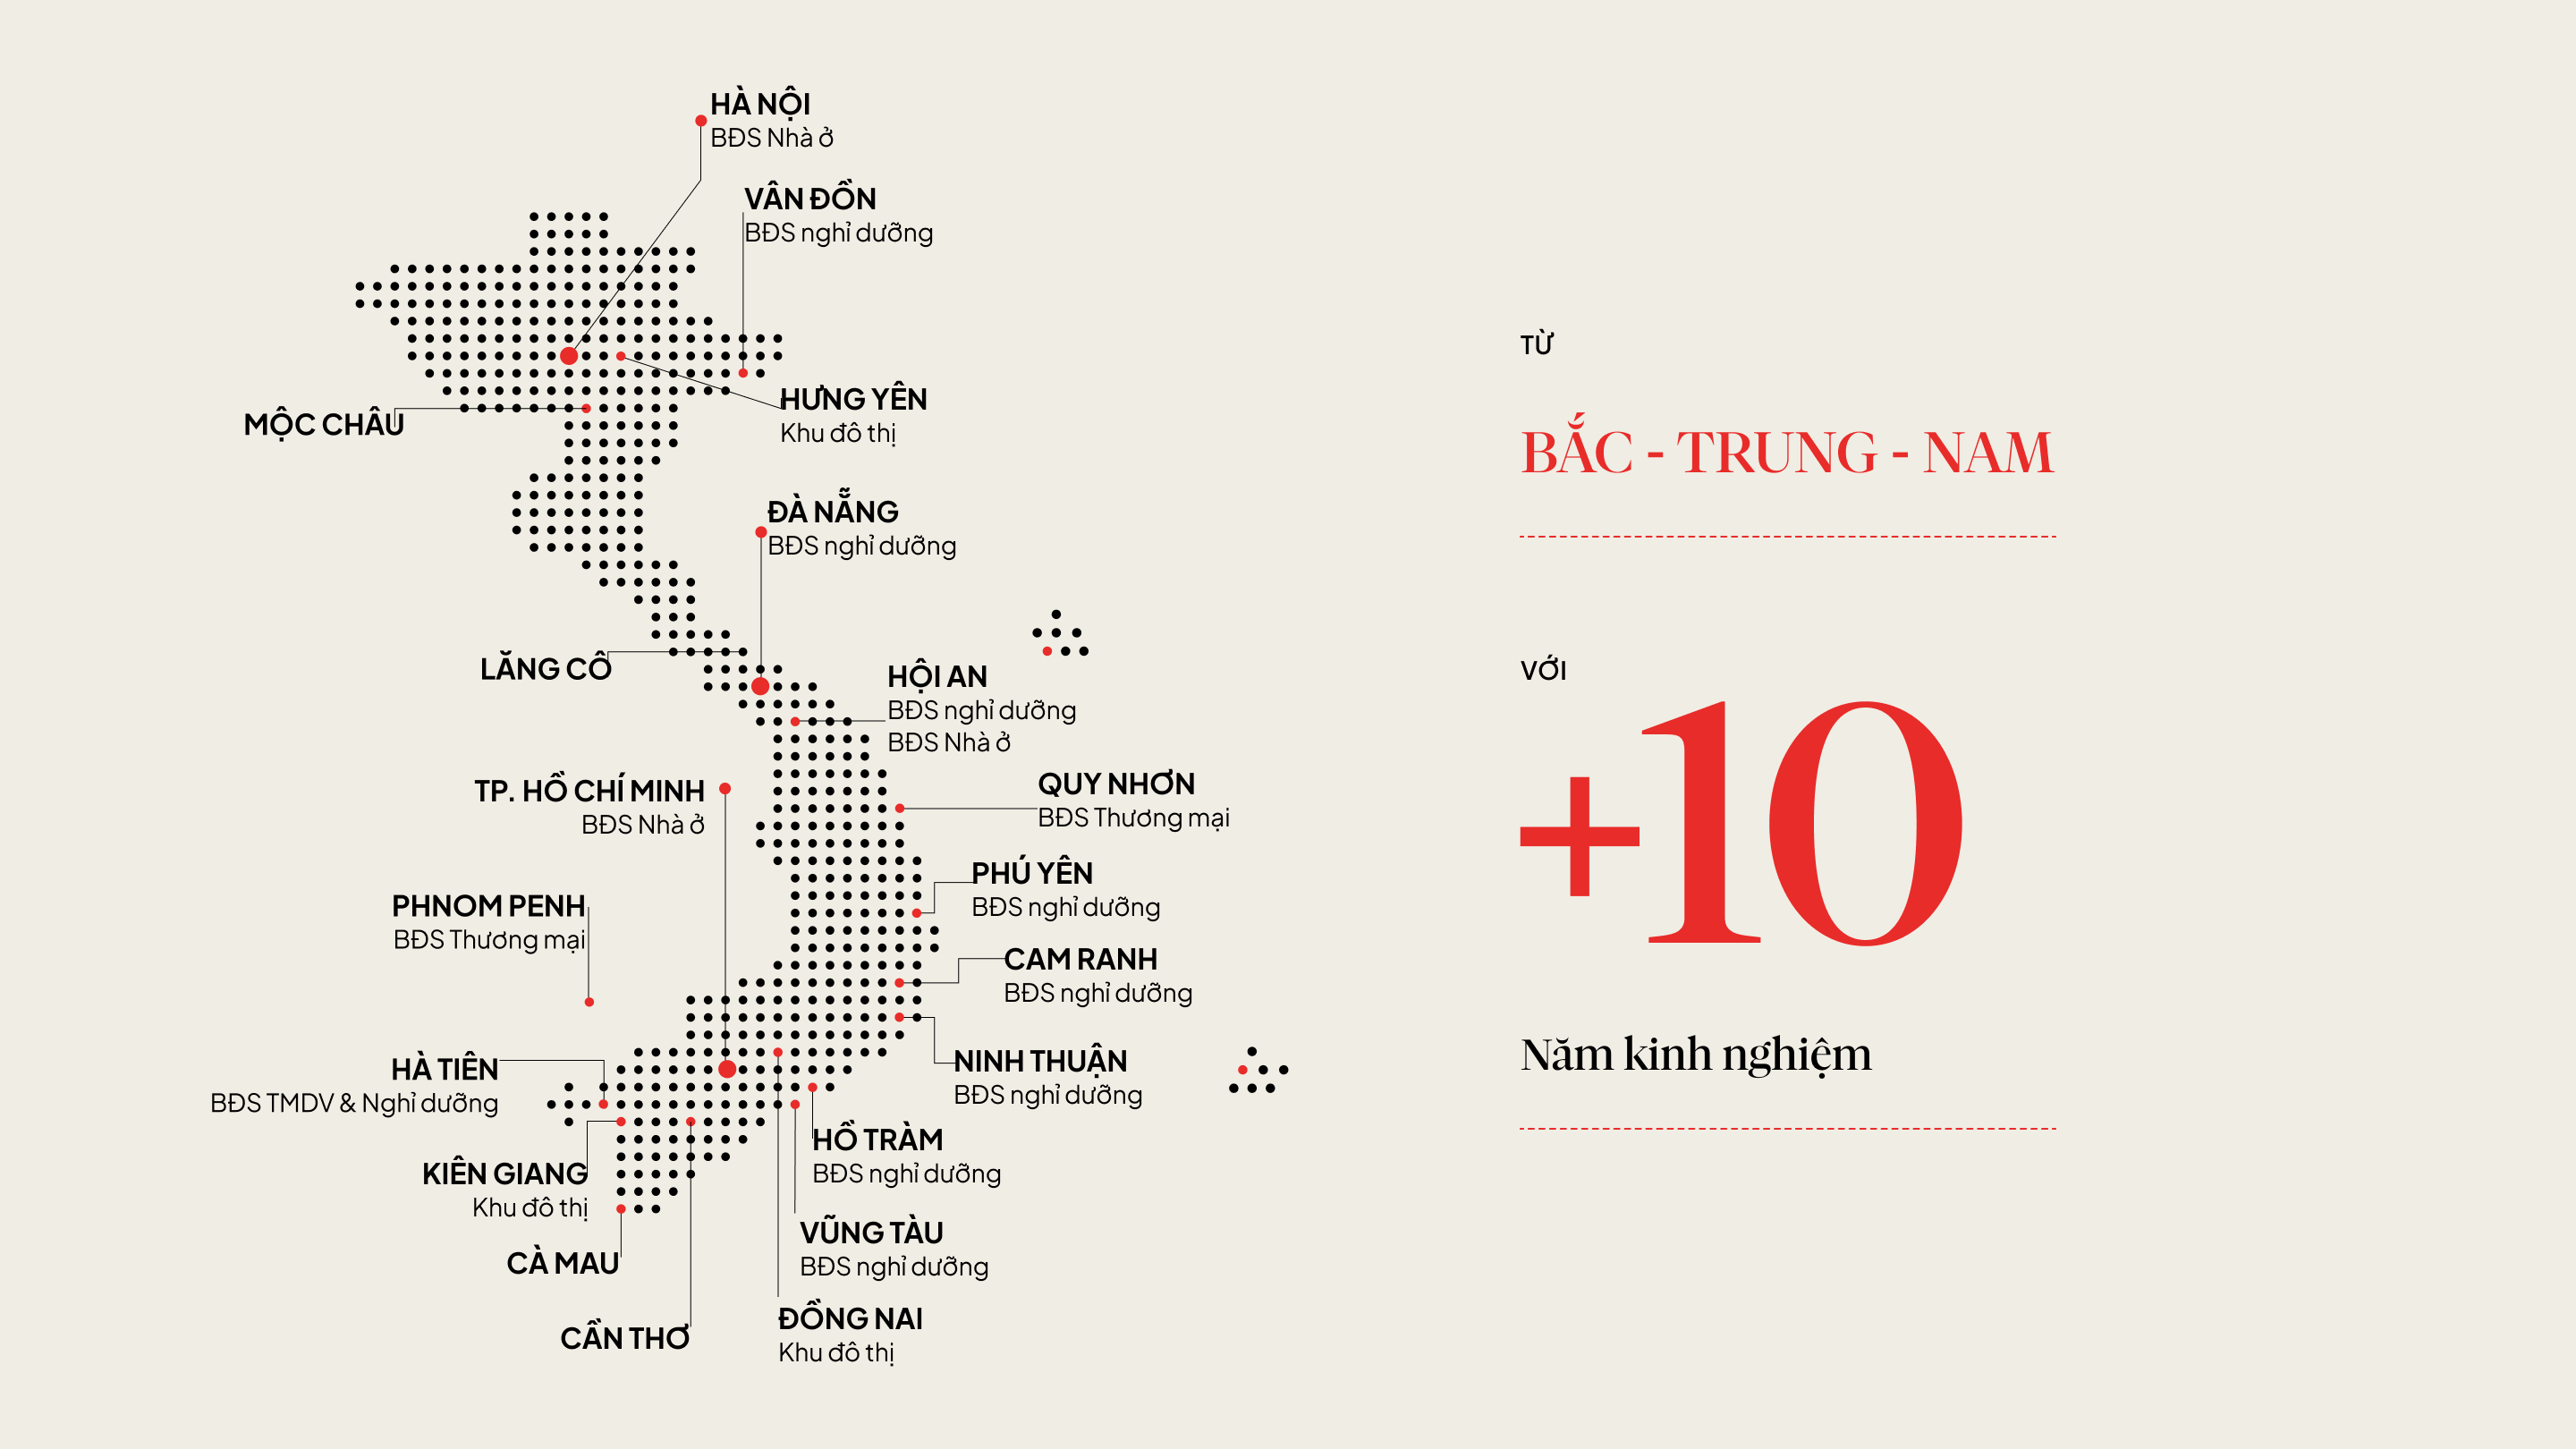 HÀ NỘI
BĐS Nhà ở
VÂN ĐỒN
BĐS nghỉ dưỡng
HƯNG YÊN
Khu đô thị
MỘC CHÂU
ĐÀ NẴNG
BĐS nghỉ dưỡng
LĂNG CÔ
HỘI AN
BĐS nghỉ dưỡng
BĐS Nhà ở
TP. HỒ CHÍ MINH
BĐS Nhà ở
QUY NHƠN
BĐS Thương mại
PHÚ YÊN
BĐS nghỉ dưỡng
PHNOM PENH
BĐS Thương mại
CAM RANH
BĐS nghỉ dưỡng
NINH THUẬN
BĐS nghỉ dưỡng
HÀ TIÊN
BĐS TMDV & Nghỉ dưỡng
HỒ TRÀM
BĐS nghỉ dưỡng
KIÊN GIANG
Khu đô thị
VŨNG TÀU
BĐS nghỉ dưỡng
CÀ MAU
ĐỒNG NAI
Khu đô thị
CẦN THƠ
TỪ
BẮC - TRUNG - NAM
VỚI
+10
Năm kinh nghiệm